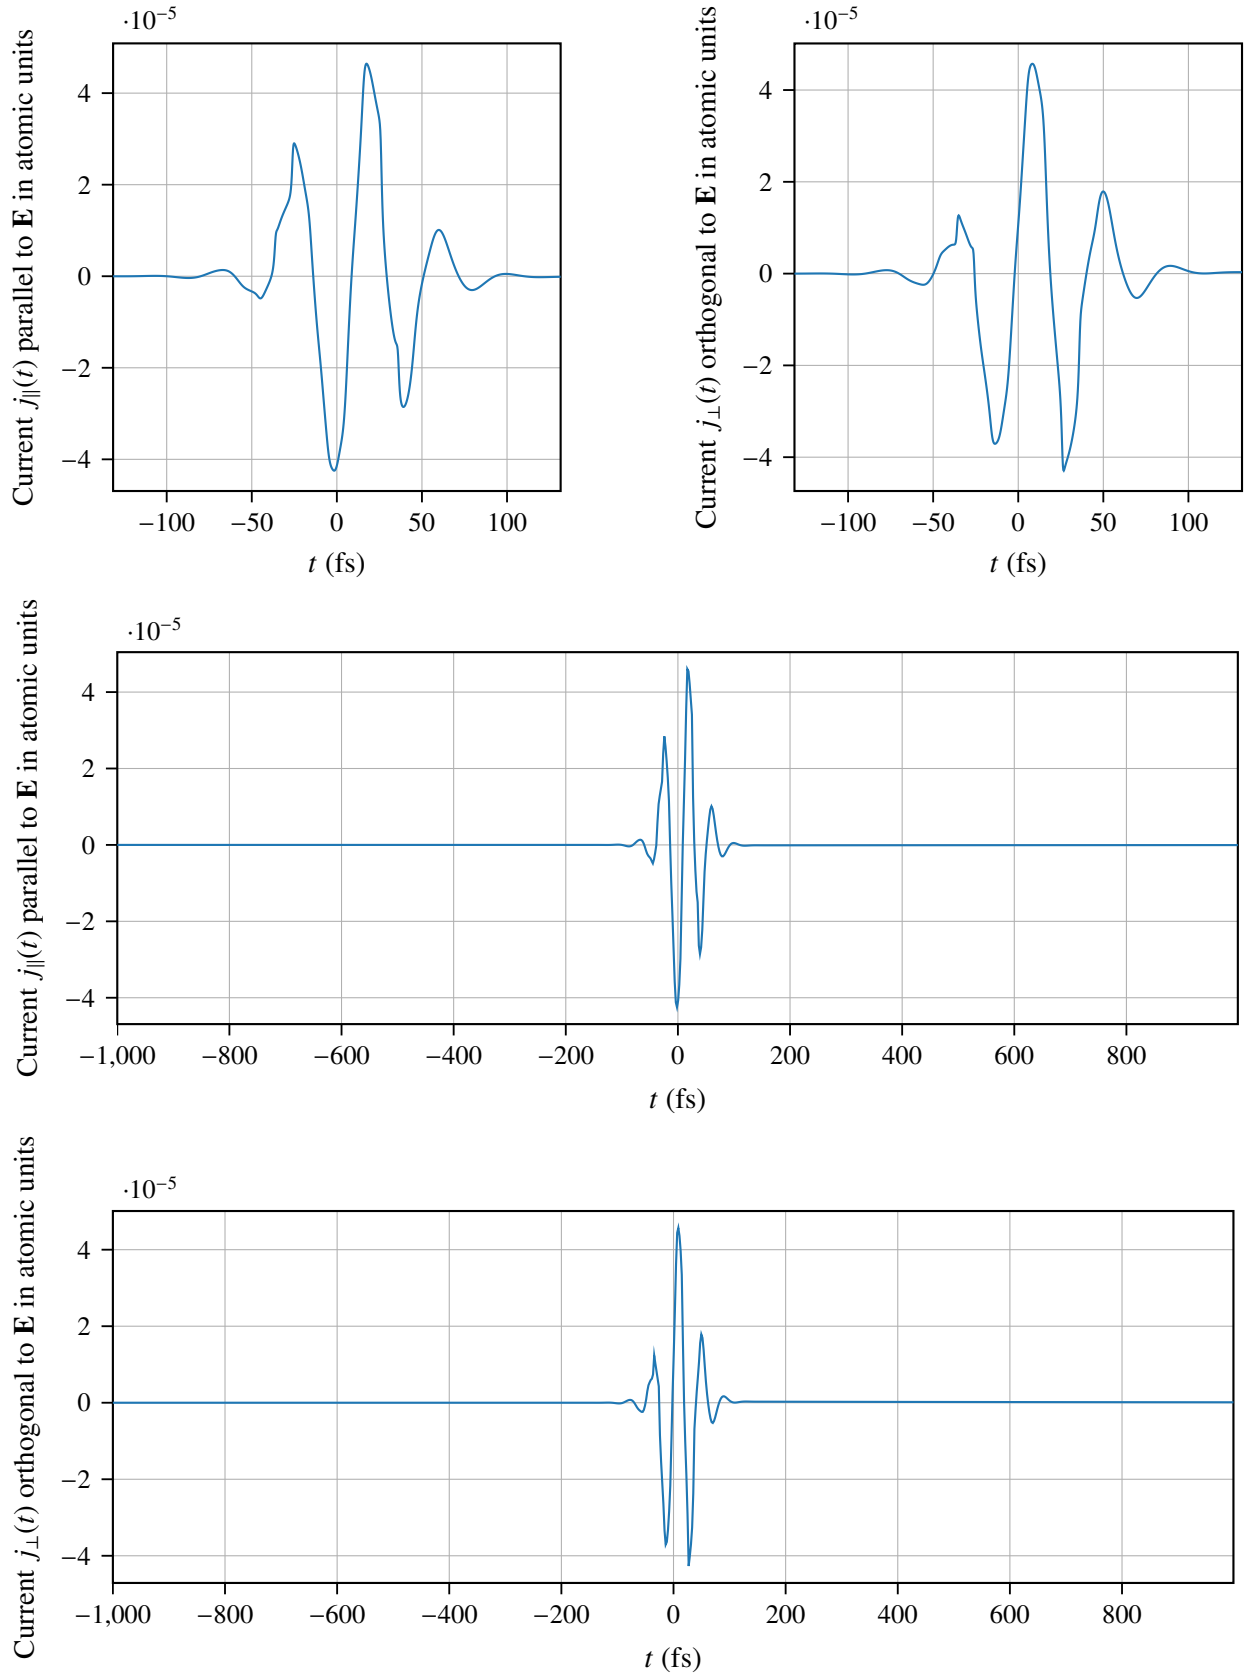 ·10⁻⁵
Current j∥(t) parallel to E in atomic units
4
2
0
−2
−4
−100 −50 0 50 100
t (fs)
·10⁻⁵
Current j⊥(t) orthogonal to E in atomic units
4
2
0
−2
−4
−100 −50 0 50 100
t (fs)
·10⁻⁵
Current j∥(t) parallel to E in atomic units
4
2
0
−2
−4
−1,000 −800 −600 −400 −200 0 200 400 600 800
t (fs)
·10⁻⁵
Current j⊥(t) orthogonal to E in atomic units
4
2
0
−2
−4
−1,000 −800 −600 −400 −200 0 200 400 600 800
t (fs)